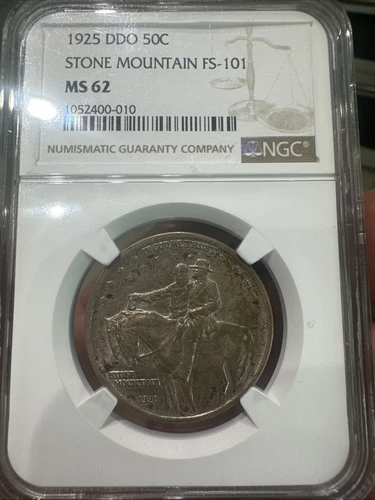 1925 DDO 50C
STONE MOUNTAIN FS-101
MS 62
1052400-010
NUMISMATIC GUARANTY COMPANY
NGC
STONE
MOUNTAIN